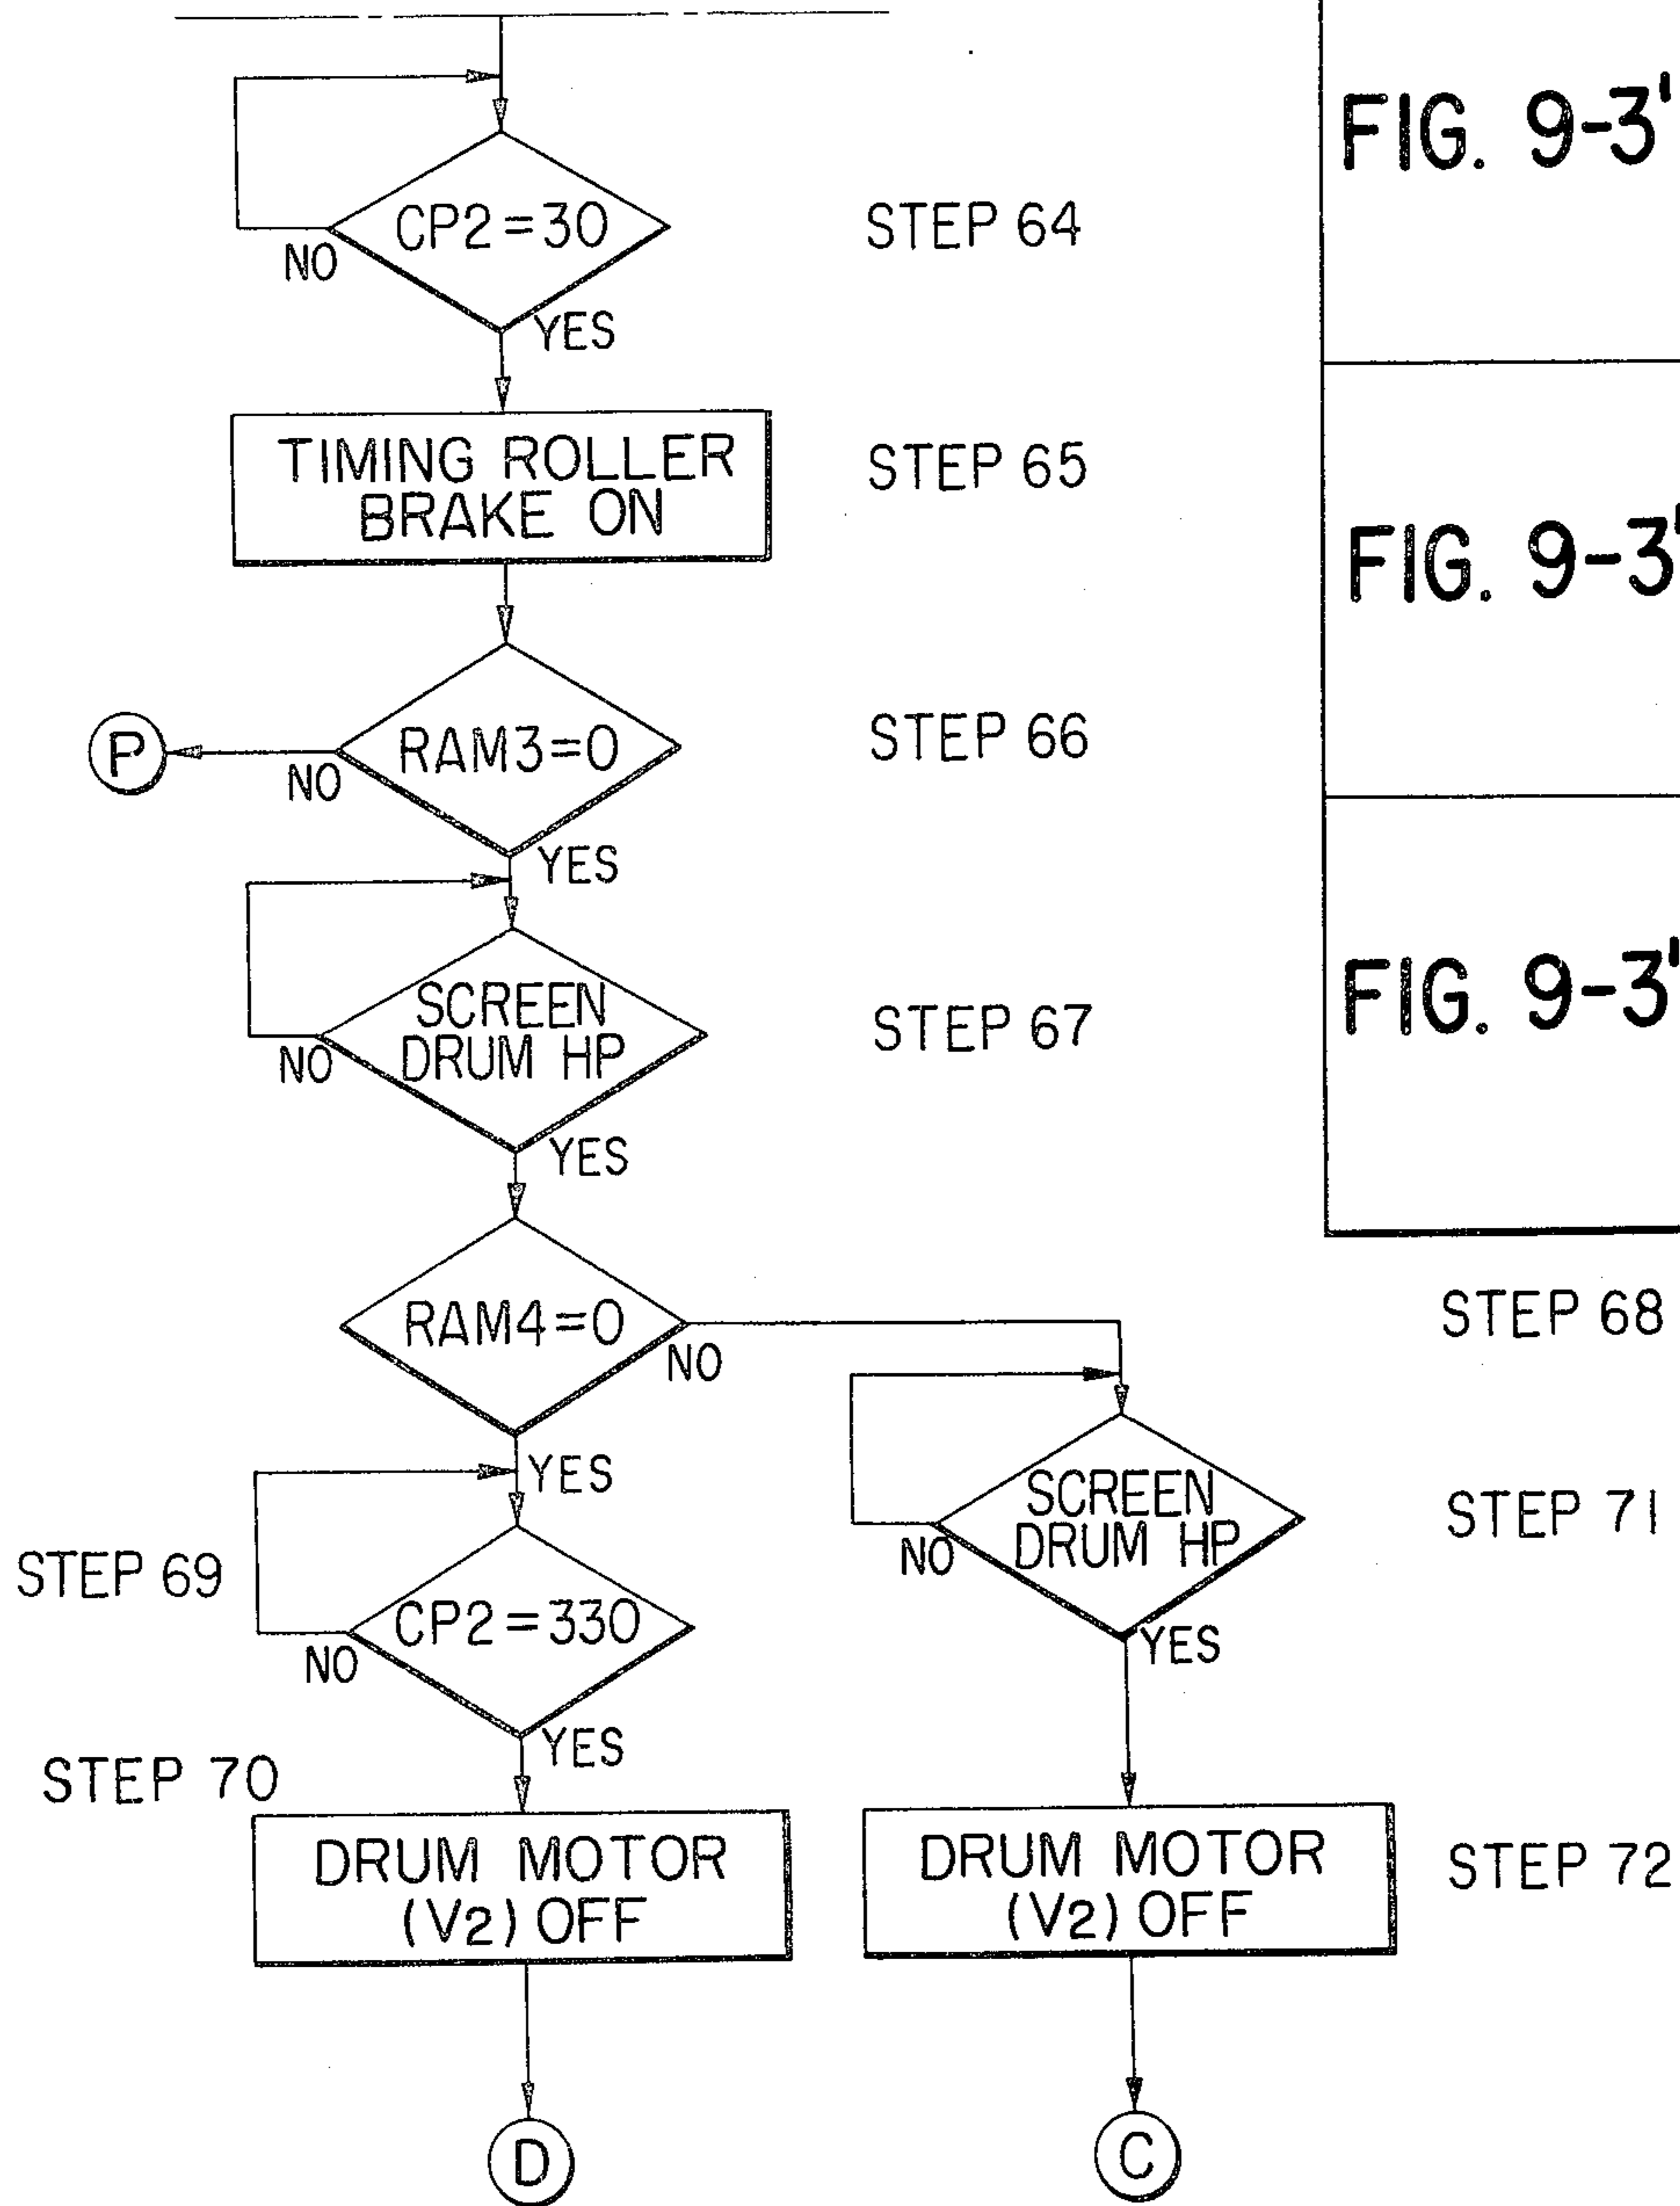 FIG. 9-3'
CP2=30
STEP 64
NO
YES
TIMING ROLLER
BRAKE ON
STEP 65
FIG. 9-3'
RAM3=0
STEP 66
P
NO
YES
SCREEN
DRUM HP
STEP 67
FIG. 9-3'
NO
YES
RAM4=0
STEP 68
NO
YES
SCREEN
DRUM HP
STEP 71
NO
STEP 69
CP2=330
NO
YES
YES
STEP 70
DRUM MOTOR
(V2) OFF
DRUM MOTOR
(V2) OFF
STEP 72
D
C